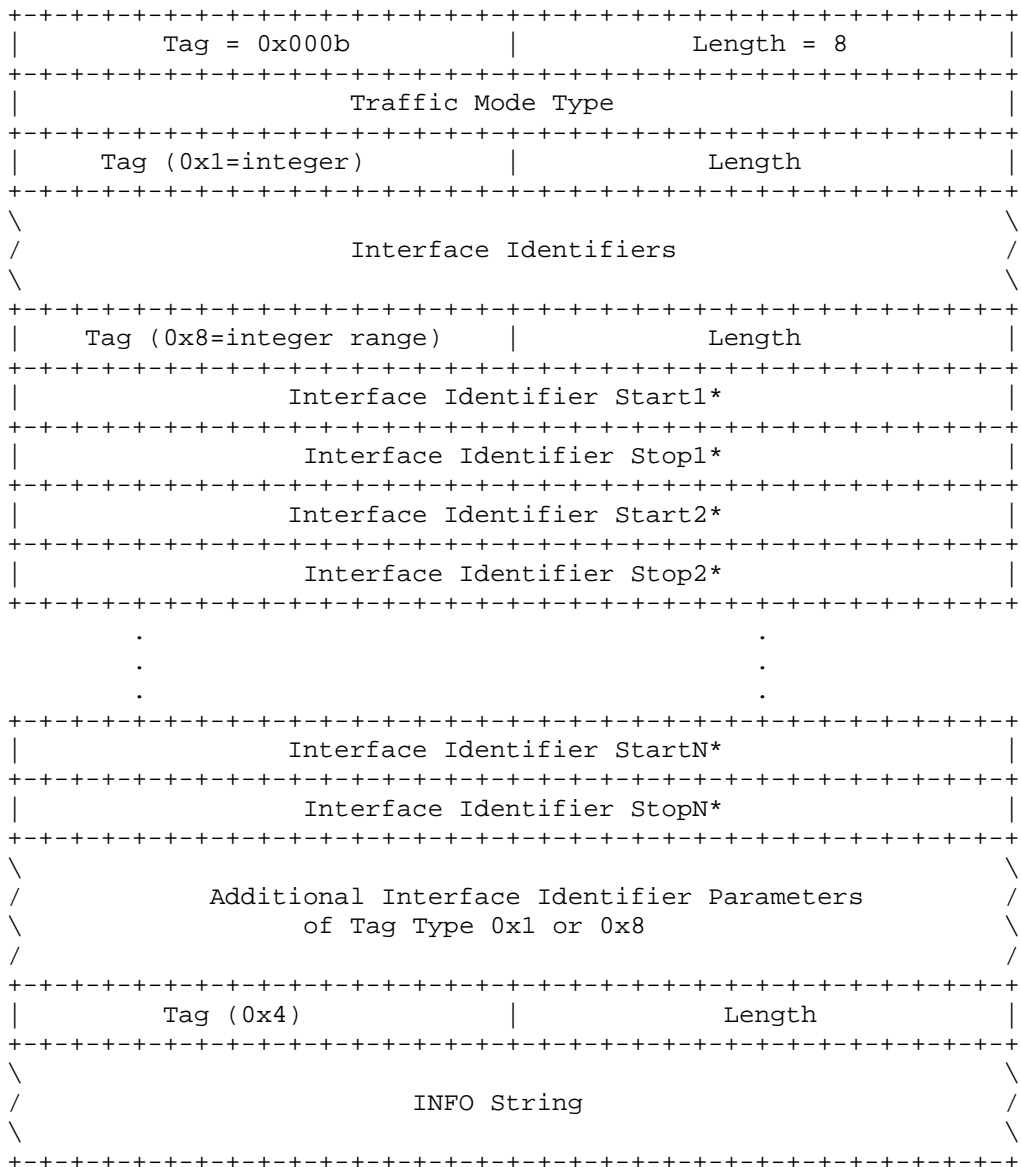 +-+-+-+-+-+-+-+-+-+-+-+-+-+-+-+-+-+-+-+-+-+-+-+-+-+-+-+-+-+-+-+-+
|         Tag = 0x000b          |           Length = 8          |
+-+-+-+-+-+-+-+-+-+-+-+-+-+-+-+-+-+-+-+-+-+-+-+-+-+-+-+-+-+-+-+-+
|                     Traffic Mode Type                         |
+-+-+-+-+-+-+-+-+-+-+-+-+-+-+-+-+-+-+-+-+-+-+-+-+-+-+-+-+-+-+-+-+
|     Tag (0x1=integer)         |            Length             |
+-+-+-+-+-+-+-+-+-+-+-+-+-+-+-+-+-+-+-+-+-+-+-+-+-+-+-+-+-+-+-+-+
\                                                               \
/                     Interface Identifiers                     /
\                                                               \
+-+-+-+-+-+-+-+-+-+-+-+-+-+-+-+-+-+-+-+-+-+-+-+-+-+-+-+-+-+-+-+-+
|    Tag (0x8=integer range)    |            Length             |
+-+-+-+-+-+-+-+-+-+-+-+-+-+-+-+-+-+-+-+-+-+-+-+-+-+-+-+-+-+-+-+-+
|                 Interface Identifier Start1*                  |
+-+-+-+-+-+-+-+-+-+-+-+-+-+-+-+-+-+-+-+-+-+-+-+-+-+-+-+-+-+-+-+-+
|                  Interface Identifier Stop1*                  |
+-+-+-+-+-+-+-+-+-+-+-+-+-+-+-+-+-+-+-+-+-+-+-+-+-+-+-+-+-+-+-+-+
|                 Interface Identifier Start2*                  |
+-+-+-+-+-+-+-+-+-+-+-+-+-+-+-+-+-+-+-+-+-+-+-+-+-+-+-+-+-+-+-+-+
|                  Interface Identifier Stop2*                  |
+-+-+-+-+-+-+-+-+-+-+-+-+-+-+-+-+-+-+-+-+-+-+-+-+-+-+-+-+-+-+-+-+
        .                                       .
        .                                       .
        .                                       .
+-+-+-+-+-+-+-+-+-+-+-+-+-+-+-+-+-+-+-+-+-+-+-+-+-+-+-+-+-+-+-+-+
|                 Interface Identifier StartN*                  |
+-+-+-+-+-+-+-+-+-+-+-+-+-+-+-+-+-+-+-+-+-+-+-+-+-+-+-+-+-+-+-+-+
|                  Interface Identifier StopN*                  |
+-+-+-+-+-+-+-+-+-+-+-+-+-+-+-+-+-+-+-+-+-+-+-+-+-+-+-+-+-+-+-+-+
\                                                               \
/            Additional Interface Identifier Parameters         /
\                  of Tag Type 0x1 or 0x8                       \
/                                                               /
+-+-+-+-+-+-+-+-+-+-+-+-+-+-+-+-+-+-+-+-+-+-+-+-+-+-+-+-+-+-+-+-+
|         Tag (0x4)             |             Length            |
+-+-+-+-+-+-+-+-+-+-+-+-+-+-+-+-+-+-+-+-+-+-+-+-+-+-+-+-+-+-+-+-+
\                                                               \
/                         INFO String                           /
\                                                               \
+-+-+-+-+-+-+-+-+-+-+-+-+-+-+-+-+-+-+-+-+-+-+-+-+-+-+-+-+-+-+-+-+